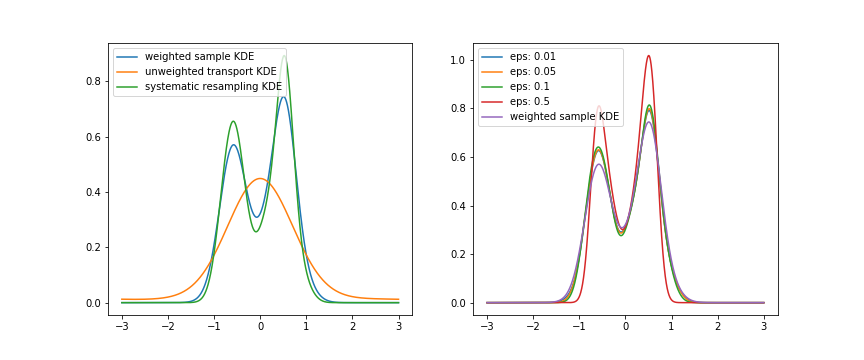 weighted sample KDE
unweighted transport KDE
systematic resampling KDE
0.8
0.6
0.4
0.2
0.0
−3 −2 −1 0 1 2 3
eps: 0.01
eps: 0.05
eps: 0.1
eps: 0.5
weighted sample KDE
1.0
0.8
0.6
0.4
0.2
0.0
−3 −2 −1 0 1 2 3